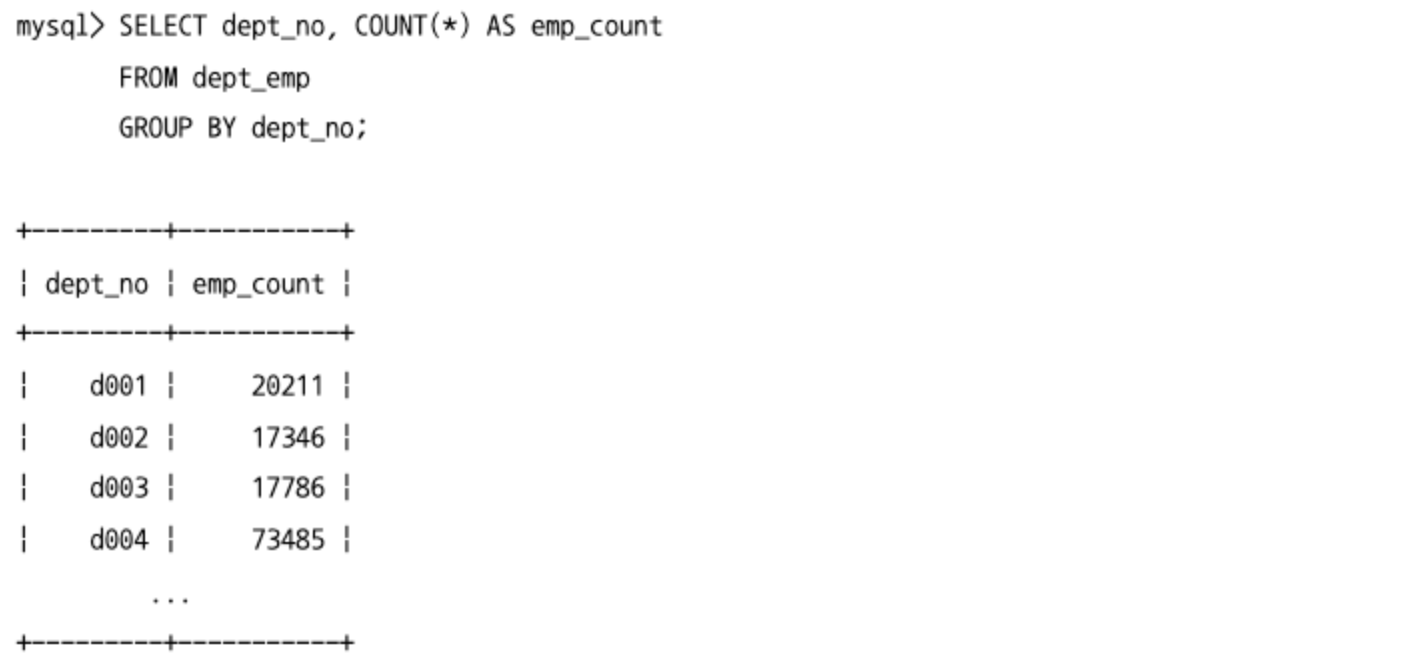 mysql> SELECT dept_no, COUNT(*) AS emp_count
       FROM dept_emp
       GROUP BY dept_no;

+---------+-----------+
¦ dept_no ¦ emp_count ¦
+---------+-----------+
¦    d001 ¦     20211 ¦
¦    d002 ¦     17346 ¦
¦    d003 ¦     17786 ¦
¦    d004 ¦     73485 ¦
         ...
+---------+-----------+